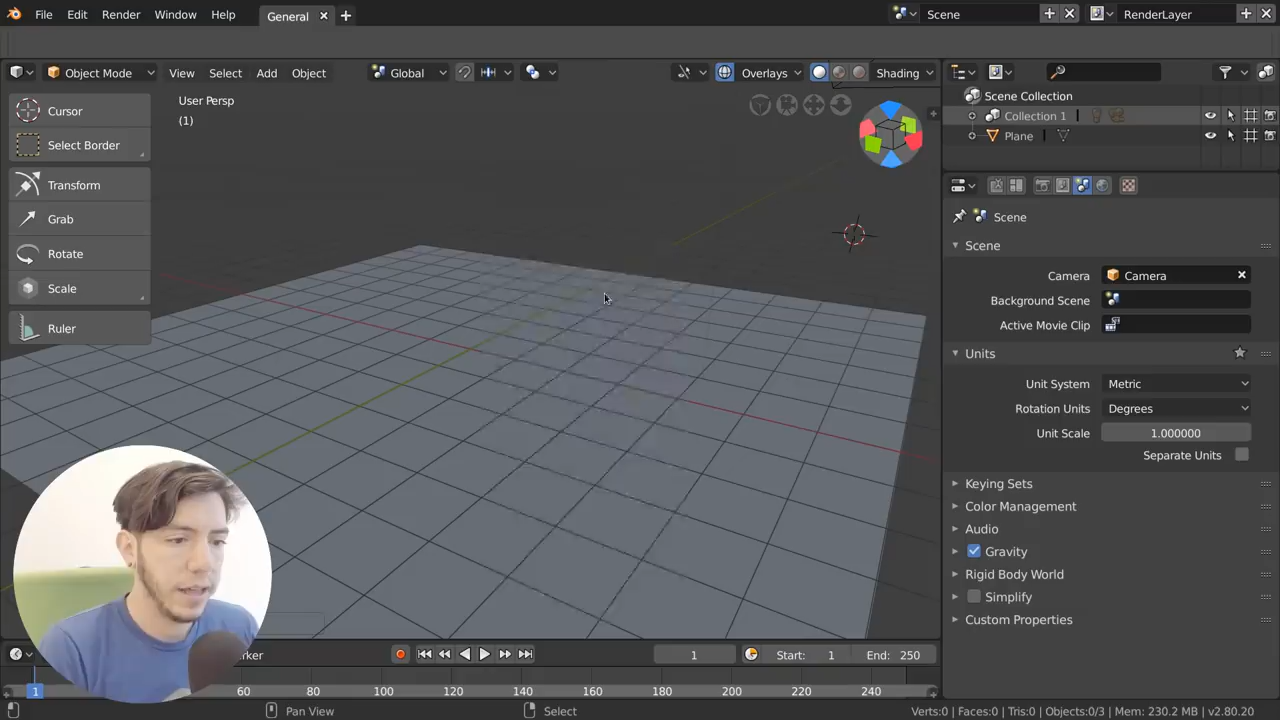 File Edit Render Window Help General Scene RenderLayer
Object Mode View Select Add Object Global Overlays Shading
User Persp
(1)
Cursor
Select Border
Transform
Grab
Rotate
Scale
Ruler
Scene Collection
Collection 1
Plane
Scene
Scene
Camera Camera
Background Scene
Active Movie Clip
Units
Unit System Metric
Rotation Units Degrees
Unit Scale 1.000000
Separate Units
Keying Sets
Color Management
Audio
Gravity
Rigid Body World
Simplify
Custom Properties
1 Start: 1 End: 250
1 60 80 100 120 140 160 180 200 220 240
Pan View Select Verts:0 | Faces:0 | Tris:0 | Objects:0/3 | Mem: 230.2 MB | v2.80.20